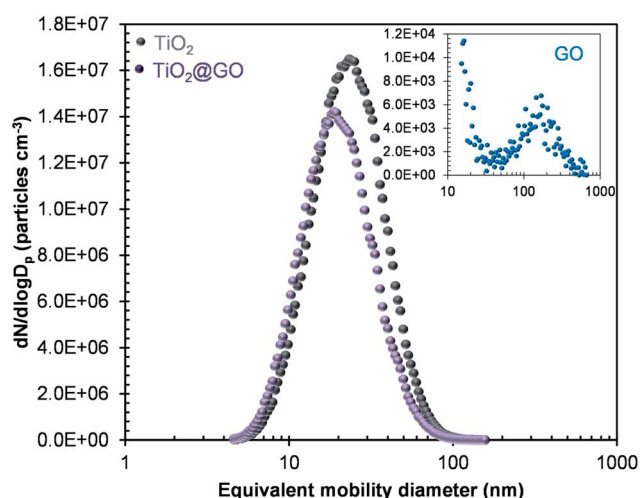 1.8E+07
1.6E+07
1.4E+07
1.2E+07
1.0E+07
8.0E+06
6.0E+06
4.0E+06
2.0E+06
0.0E+00
dN/dlogDₚ (particles cm⁻³)
TiO₂
TiO₂@GO
1.2E+04
1.0E+04
8.0E+03
6.0E+03
4.0E+03
2.0E+03
0.0E+00
GO
10 100 1000
1 10 100 1000
Equivalent mobility diameter (nm)